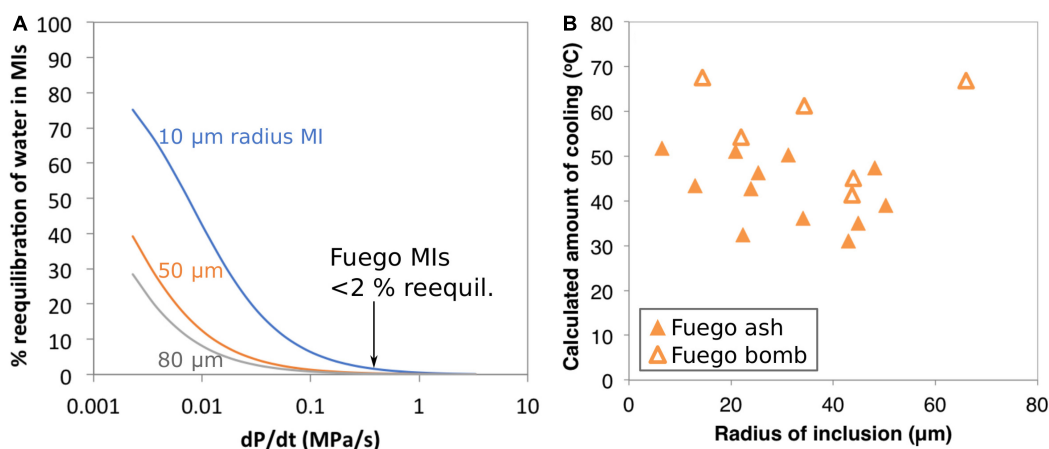 A
100
90
80
70
60
50
40
30
20
10
0
% reequilibration of water in MIs
10 µm radius MI
50 µm
80 µm
Fuego MIs
<2 % reequil.
0.001
0.01
0.1
1
10
dP/dt (MPa/s)
B
80
70
60
50
40
30
20
10
0
Calculated amount of cooling (ºC)
Fuego ash
Fuego bomb
0
20
40
60
80
Radius of inclusion (µm)